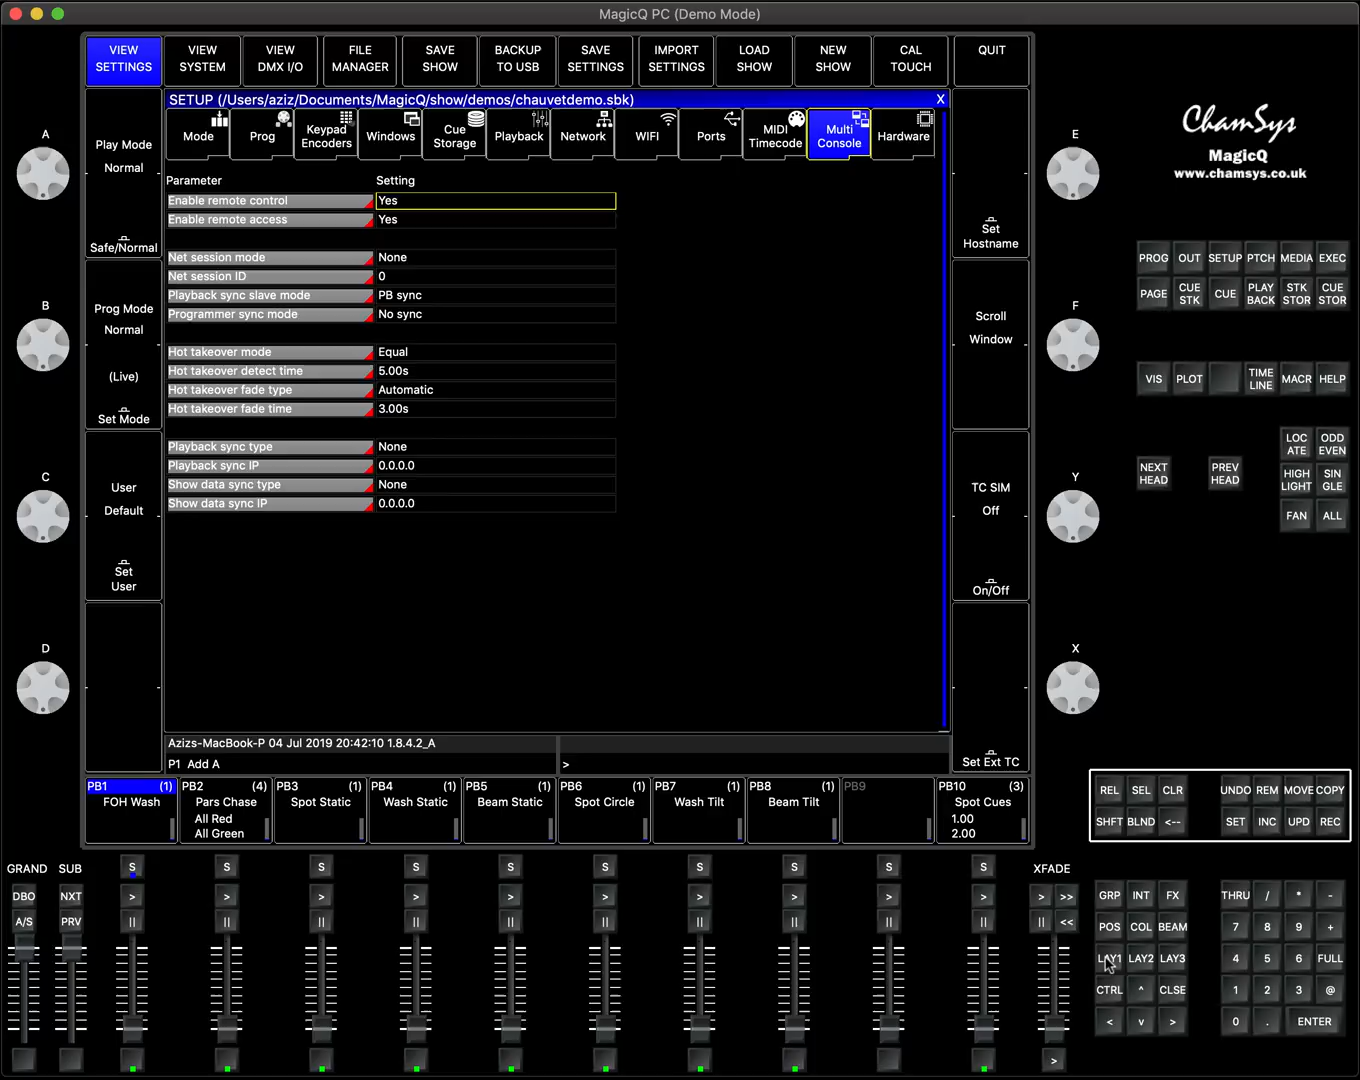 MagicQ PC (Demo Mode)
VIEW SETTINGS
VIEW SYSTEM
VIEW DMX I/O
FILE MANAGER
SAVE SHOW
BACKUP TO USB
SAVE SETTINGS
IMPORT SETTINGS
LOAD SHOW
NEW SHOW
CAL TOUCH
QUIT
SETUP (/Users/aziz/Documents/MagicQ/show/demos/chauvetdemo.sbk)
X
Mode
Prog
Keypad Encoders
Windows
Cue Storage
Playback
Network
WIFI
Ports
MIDI Timecode
Multi Console
Hardware
Parameter Setting
Enable remote control Yes
Enable remote access Yes
Net session mode None
Net session ID 0
Playback sync slave mode PB sync
Programmer sync mode No sync
Hot takeover mode Equal
Hot takeover detect time 5.00s
Hot takeover fade type Automatic
Hot takeover fade time 3.00s
Playback sync type None
Playback sync IP 0.0.0.0
Show data sync type None
Show data sync IP 0.0.0.0
A
Play Mode
Normal
Safe/Normal
B
Prog Mode
Normal
(Live)
Set Mode
C
User
Default
Set
User
D
Set
Hostname
Scroll
Window
TC SIM
Off
On/Off
Set Ext TC
E
F
Y
X
ChamSys
MagicQ
www.chamsys.co.uk
PROG OUT SETUP PTCH MEDIA EXEC
PAGE CUE STK CUE PLAY BACK STK STOR CUE STOR
VIS PLOT TIME LINE MACR HELP
LOC ATE ODD EVEN
NEXT HEAD PREV HEAD HIGH LIGHT SIN GLE
FAN ALL
Azizs-MacBook-P 04 Jul 2019 20:42:10 1.8.4.2_A
P1 Add A
>
PB1 (1)
FOH Wash
PB2 (4)
Pars Chase
All Red
All Green
PB3 (1)
Spot Static
PB4 (1)
Wash Static
PB5 (1)
Beam Static
PB6 (1)
Spot Circle
PB7 (1)
Wash Tilt
PB8 (1)
Beam Tilt
PB9
PB10 (3)
Spot Cues
1.00
2.00
REL SEL CLR UNDO REM MOVE COPY
SHFT BLND <-- SET INC UPD REC
GRAND SUB S S S S S S S S S S XFADE
DBO NXT > > > > > > > > > > > >>
A/S PRV || || || || || || || || || || || <<
>
GRP INT FX THRU / * -
POS COL BEAM 7 8 9 +
LAY1 LAY2 LAY3 4 5 6 FULL
CTRL ^ CLSE 1 2 3 @
< v > 0 . ENTER